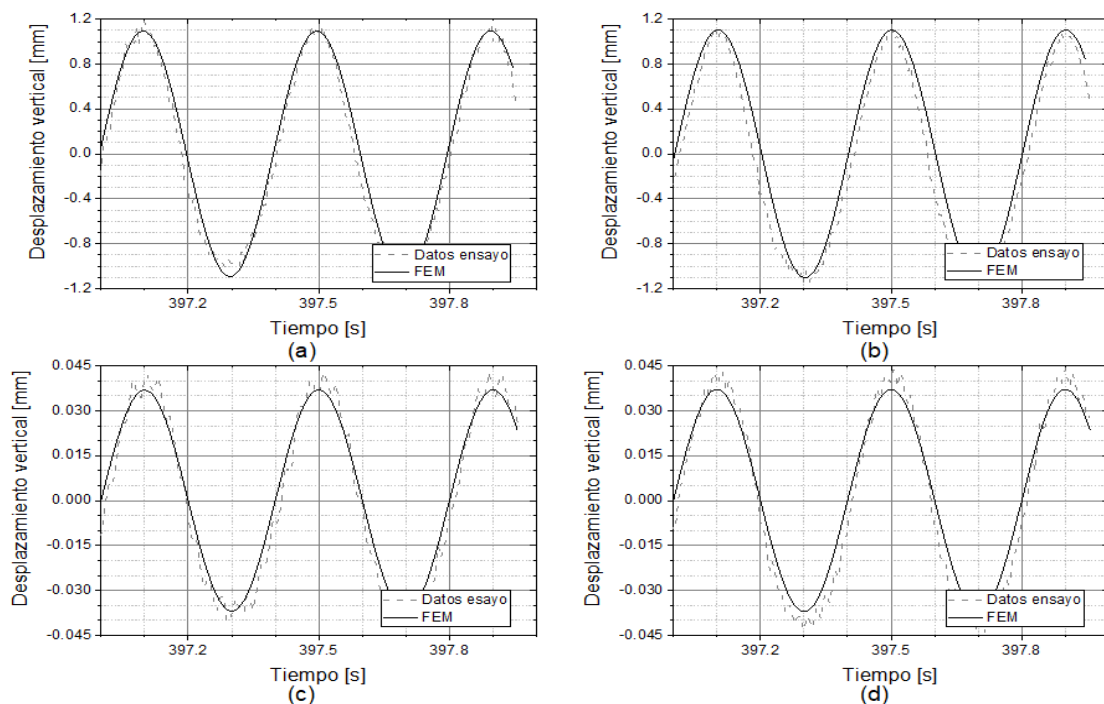 Desplazamiento vertical [mm]
1.2
0.8
0.4
0.0
-0.4
-0.8
-1.2
Datos ensayo
FEM
397.2
397.5
397.8
Tiempo [s]
(a)
Desplazamiento vertical [mm]
1.2
0.8
0.4
0.0
-0.4
-0.8
-1.2
Datos ensayo
FEM
397.2
397.5
397.8
Tiempo [s]
(b)
Desplazamiento vertical [mm]
0.045
0.030
0.015
0.000
-0.015
-0.030
-0.045
Datos esayo
FEM
397.2
397.5
397.8
Tiempo [s]
(c)
Desplazamiento vertical [mm]
0.045
0.030
0.015
0.000
-0.015
-0.030
-0.045
Datos ensayo
FEM
397.2
397.5
397.8
Tiempo [s]
(d)